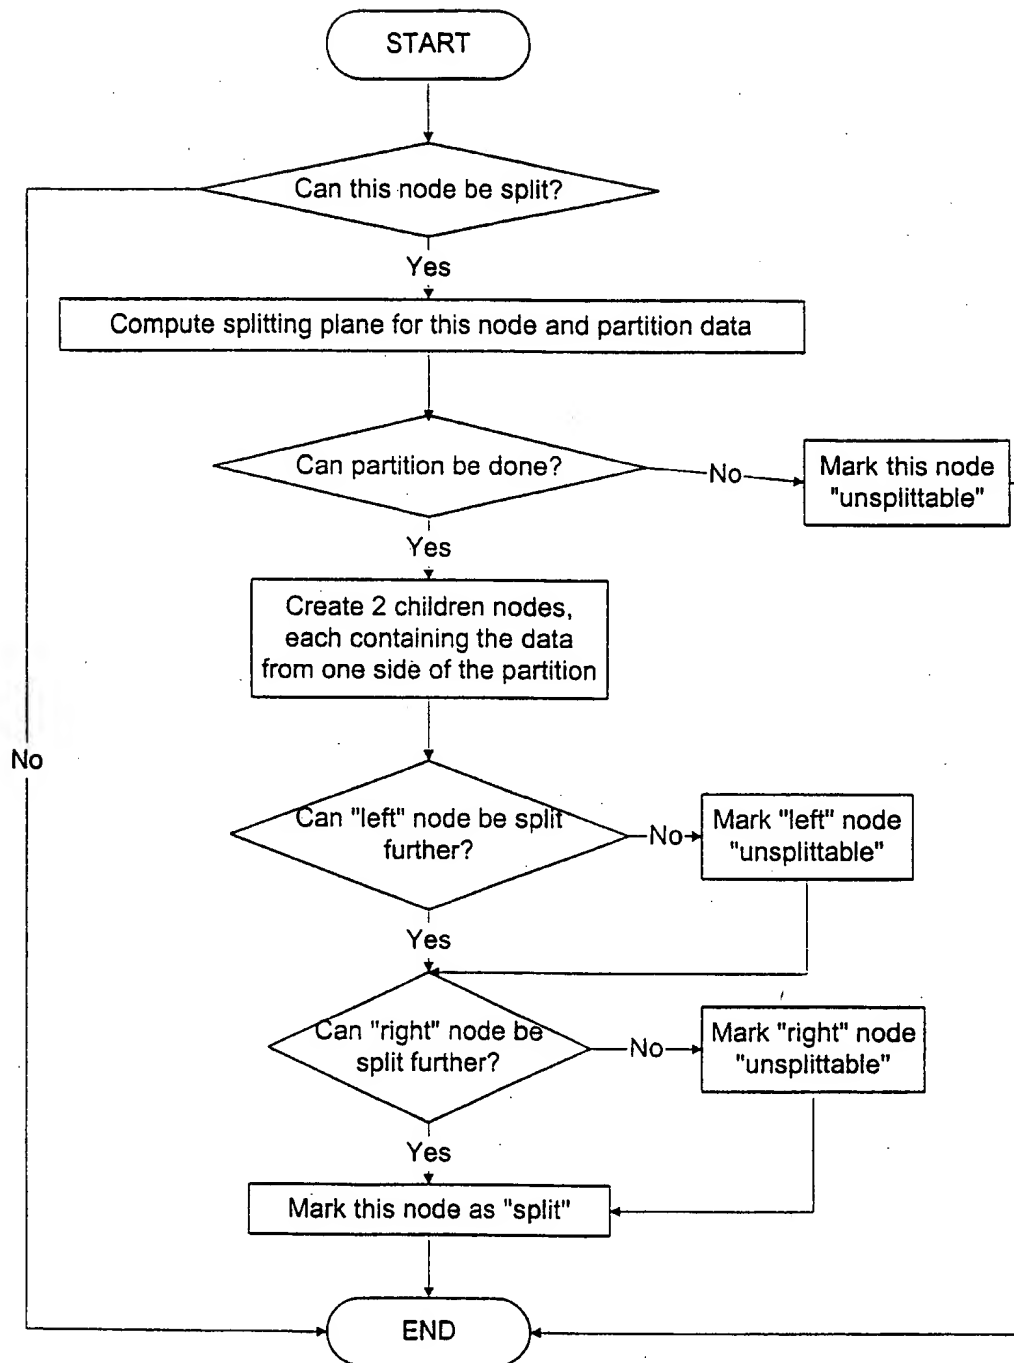 START
Can this node be split?
Yes
Compute splitting plane for this node and partition data
Can partition be done?
No
Mark this node
"unsplittable"
Yes
Create 2 children nodes,
each containing the data
from one side of the partition
No
Can "left" node be split
further?
No
Mark "left" node
"unsplittable"
Yes
Can "right" node be
split further?
No
Mark "right" node
"unsplittable"
Yes
Mark this node as "split"
END